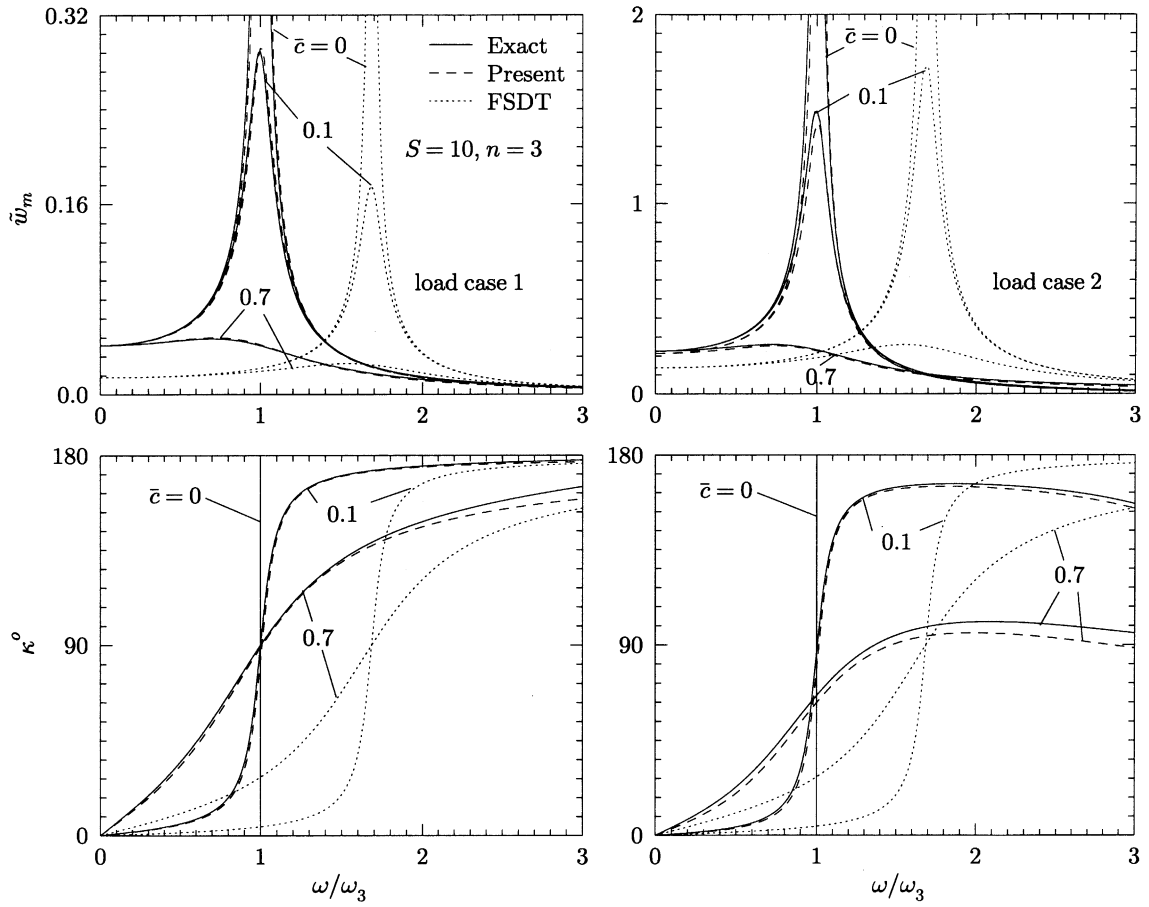 0.32
0.16
0.0
w̃ₘ
c̄ = 0
0.1
0.7
Exact
Present
FSDT
S = 10, n = 3
load case 1
0
1
2
3
2
1
0
c̄ = 0
0.1
load case 2
0.7
0
1
2
3
180
90
0
κᵒ
c̄ = 0
0.1
0.7
0
1
2
3
ω/ω₃
180
90
0
c̄ = 0
0.1
0.7
0
1
2
3
ω/ω₃